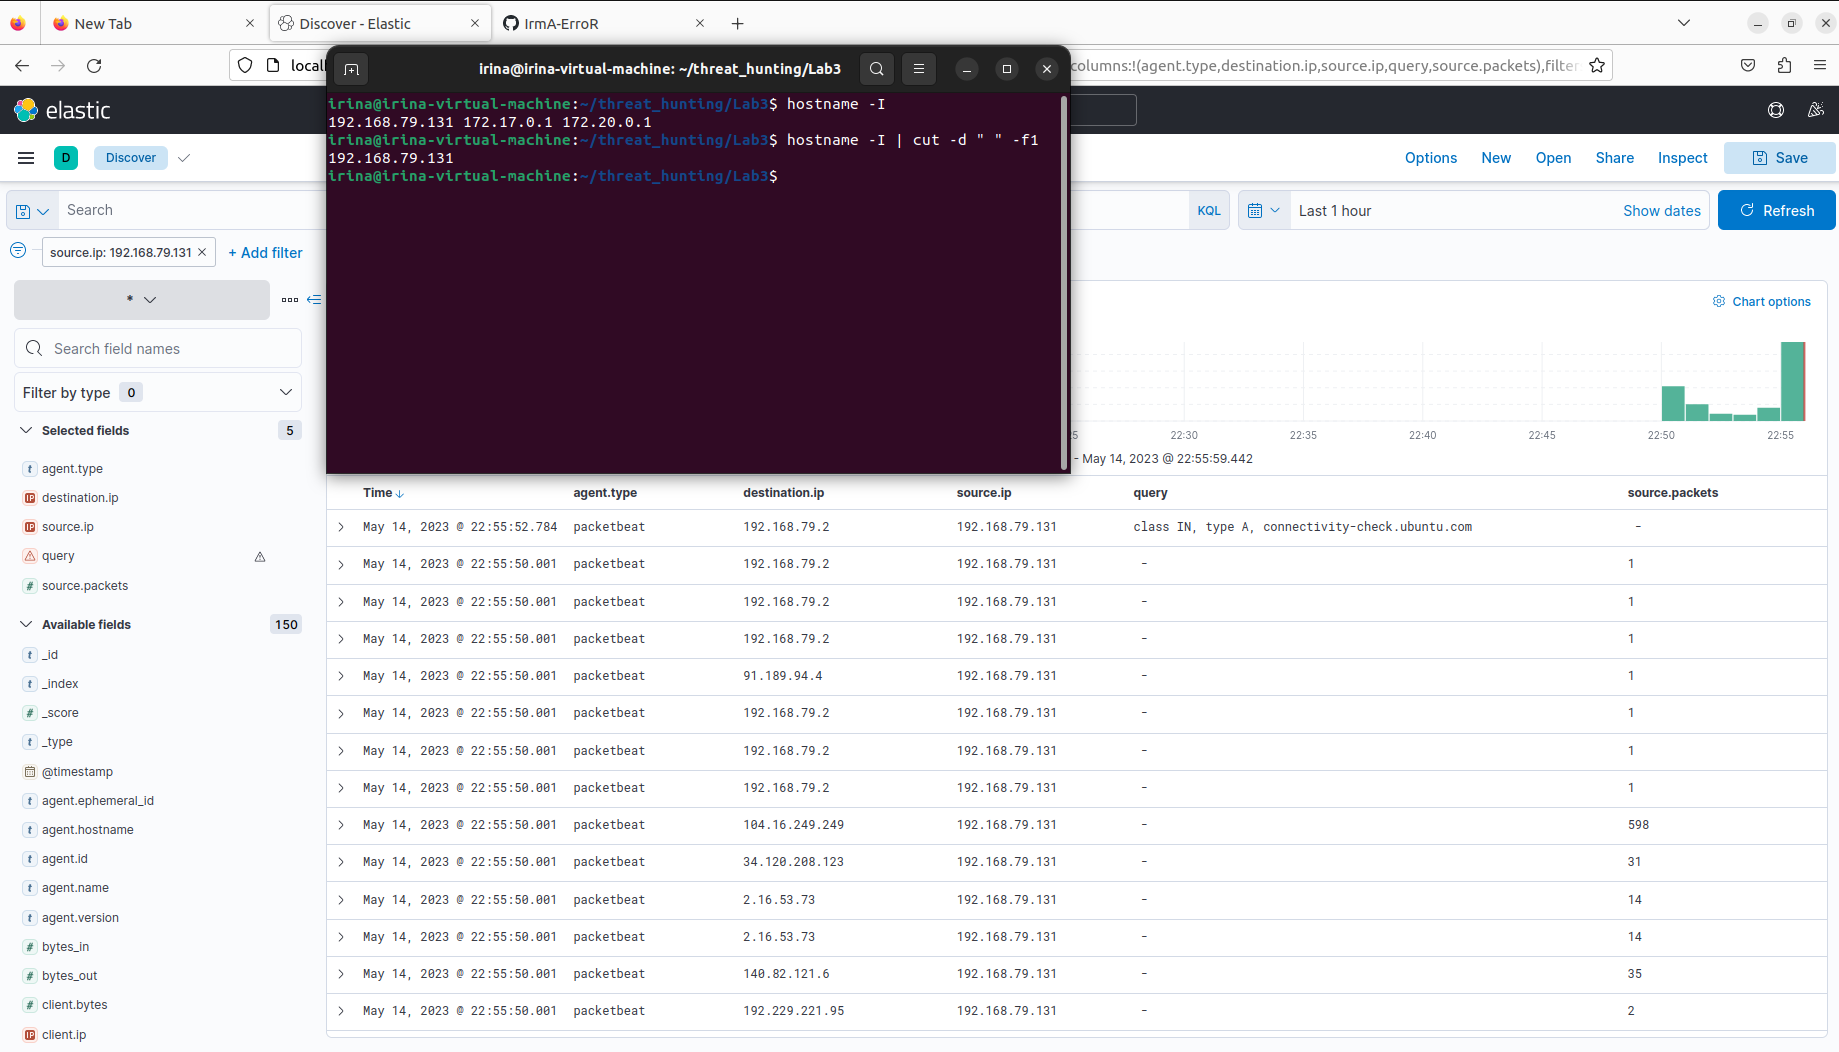 New Tab
Discover - Elastic
IrmA-ErroR
local
irina@irina-virtual-machine: ~/threat_hunting/Lab3
columns:!(agent.type,destination.ip,source.ip,query,source.packets),filter
irina@irina-virtual-machine:~/threat_hunting/Lab3$ hostname -I
192.168.79.131 172.17.0.1 172.20.0.1
irina@irina-virtual-machine:~/threat_hunting/Lab3$ hostname -I | cut -d " " -f1
192.168.79.131
irina@irina-virtual-machine:~/threat_hunting/Lab3$
elastic
D
Discover
Options
New
Open
Share
Inspect
Save
Search
KQL
Last 1 hour
Show dates
Refresh
source.ip: 192.168.79.131
+ Add filter
*
Search field names
Filter by type 0
Selected fields 5
agent.type
destination.ip
source.ip
query
source.packets
Available fields 150
_id
_index
_score
_type
@timestamp
agent.ephemeral_id
agent.hostname
agent.id
agent.name
agent.version
bytes_in
bytes_out
client.bytes
client.ip
Chart options
5 22:30 22:35 22:40 22:45 22:50 22:55
- May 14, 2023 @ 22:55:59.442
Time agent.type destination.ip source.ip query source.packets
May 14, 2023 @ 22:55:52.784 packetbeat 192.168.79.2 192.168.79.131 class IN, type A, connectivity-check.ubuntu.com -
May 14, 2023 @ 22:55:50.001 packetbeat 192.168.79.2 192.168.79.131 - 1
May 14, 2023 @ 22:55:50.001 packetbeat 192.168.79.2 192.168.79.131 - 1
May 14, 2023 @ 22:55:50.001 packetbeat 192.168.79.2 192.168.79.131 - 1
May 14, 2023 @ 22:55:50.001 packetbeat 91.189.94.4 192.168.79.131 - 1
May 14, 2023 @ 22:55:50.001 packetbeat 192.168.79.2 192.168.79.131 - 1
May 14, 2023 @ 22:55:50.001 packetbeat 192.168.79.2 192.168.79.131 - 1
May 14, 2023 @ 22:55:50.001 packetbeat 192.168.79.2 192.168.79.131 - 1
May 14, 2023 @ 22:55:50.001 packetbeat 104.16.249.249 192.168.79.131 - 598
May 14, 2023 @ 22:55:50.001 packetbeat 34.120.208.123 192.168.79.131 - 31
May 14, 2023 @ 22:55:50.001 packetbeat 2.16.53.73 192.168.79.131 - 14
May 14, 2023 @ 22:55:50.001 packetbeat 2.16.53.73 192.168.79.131 - 14
May 14, 2023 @ 22:55:50.001 packetbeat 140.82.121.6 192.168.79.131 - 35
May 14, 2023 @ 22:55:50.001 packetbeat 192.229.221.95 192.168.79.131 - 2